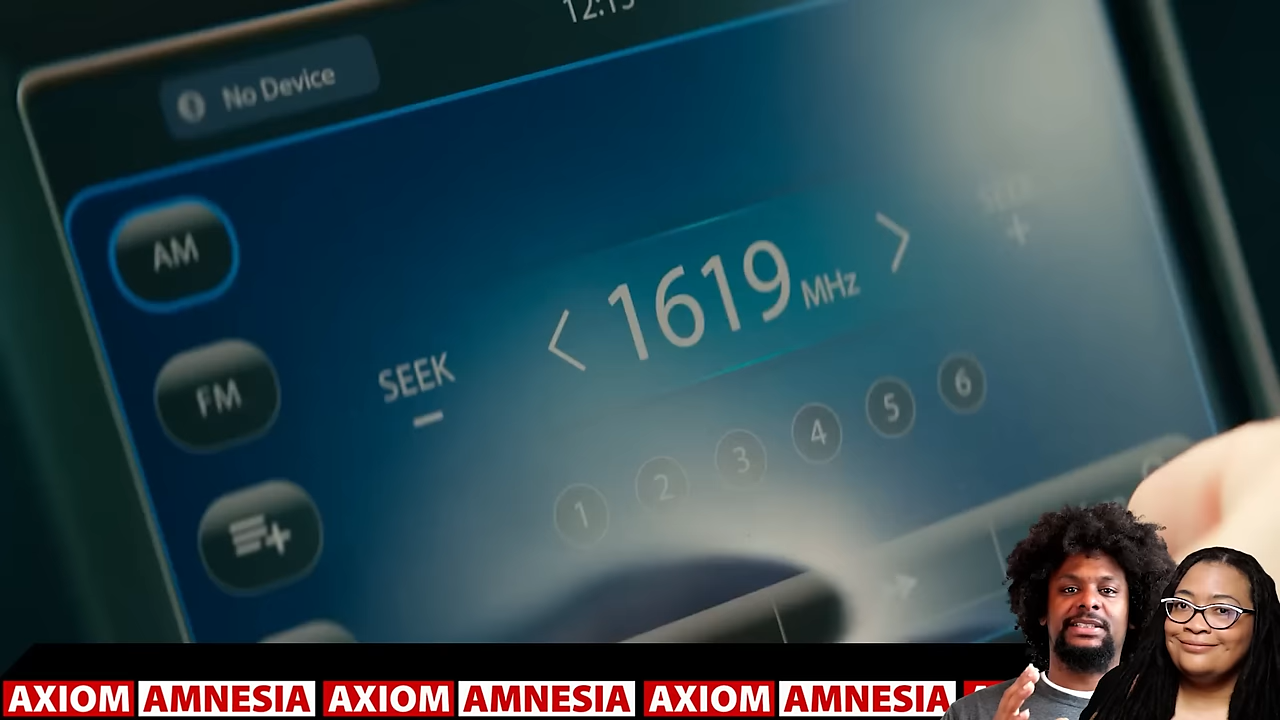 12:15
No Device
AM
FM
SEEK
1619 MHz
SEEK
+
1 2 3 4 5 6
AXIOM AMNESIA AXIOM AMNESIA AXIOM AMNESIA